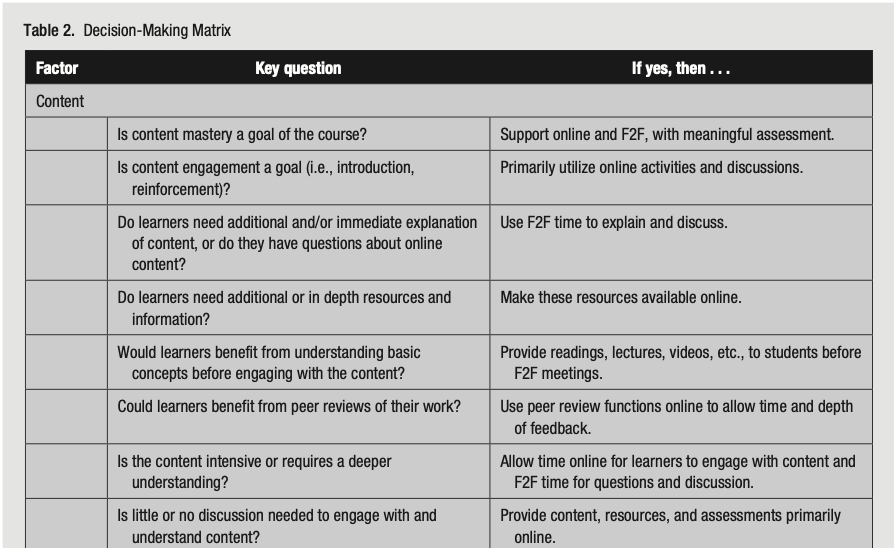 Table 2. Decision-Making Matrix
Factor Key question If yes, then . . .
Content
Is content mastery a goal of the course? Support online and F2F, with meaningful assessment.
Is content engagement a goal (i.e., introduction, Primarily utilize online activities and discussions.
reinforcement)?
Do learners need additional and/or immediate explanation Use F2F time to explain and discuss.
of content, or do they have questions about online
content?
Do learners need additional or in depth resources and Make these resources available online.
information?
Would learners benefit from understanding basic Provide readings, lectures, videos, etc., to students before
concepts before engaging with the content? F2F meetings.
Could learners benefit from peer reviews of their work? Use peer review functions online to allow time and depth
of feedback.
Is the content intensive or requires a deeper Allow time online for learners to engage with content and
understanding? F2F time for questions and discussion.
Is little or no discussion needed to engage with and Provide content, resources, and assessments primarily
understand content? online.